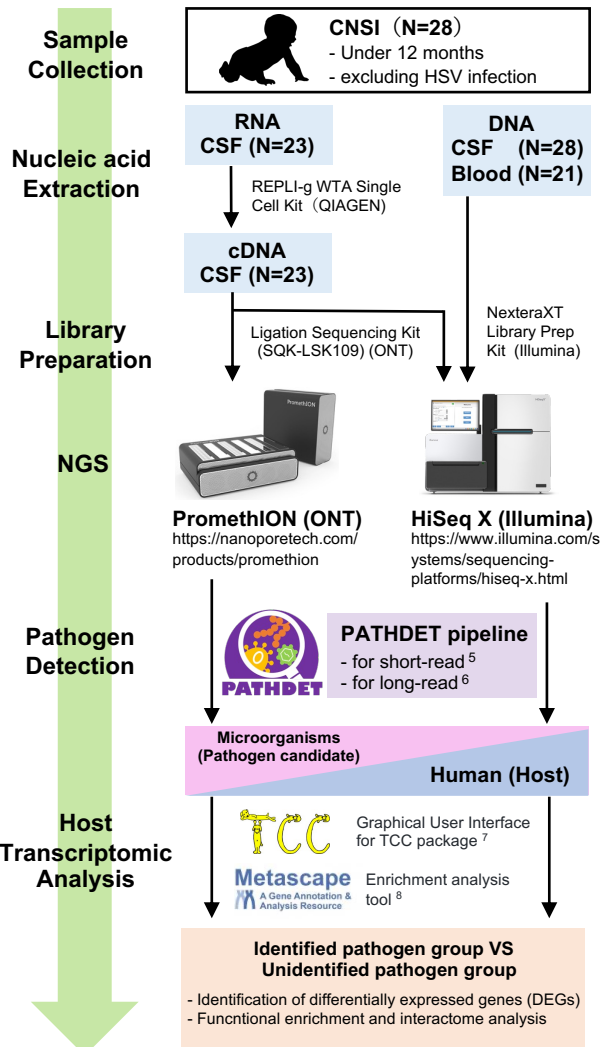 Sample
Collection
CNSI（N=28）
- Under 12 months
- excluding HSV infection
Nucleic acid
Extraction
RNA
CSF (N=23)
DNA
CSF (N=28)
Blood (N=21)
REPLI-g WTA Single
Cell Kit（QIAGEN)
cDNA
CSF (N=23)
Library
Preparation
Ligation Sequencing Kit
(SQK-LSK109) (ONT)
NexteraXT
Library Prep
Kit (Illumina)
NGS
PromethION
PromethION (ONT)
https://nanoporetech.com/
products/promethion
HiSeq X (Illumina)
https://www.illumina.com/s
ystems/sequencing-
platforms/hiseq-x.html
Pathogen
Detection
PATHDET
PATHDET pipeline
- for short-read 5
- for long-read 6
Microorganisms
(Pathogen candidate)
Human (Host)
Host
Transcriptomic
Analysis
TCC
Graphical User Interface
for TCC package 7
Metascape
A Gene Annotation &
Analysis Resource
Enrichment analysis
tool 8
Identified pathogen group VS
Unidentified pathogen group
- Identification of differentially expressed genes (DEGs)
- Funcntional enrichment and interactome analysis